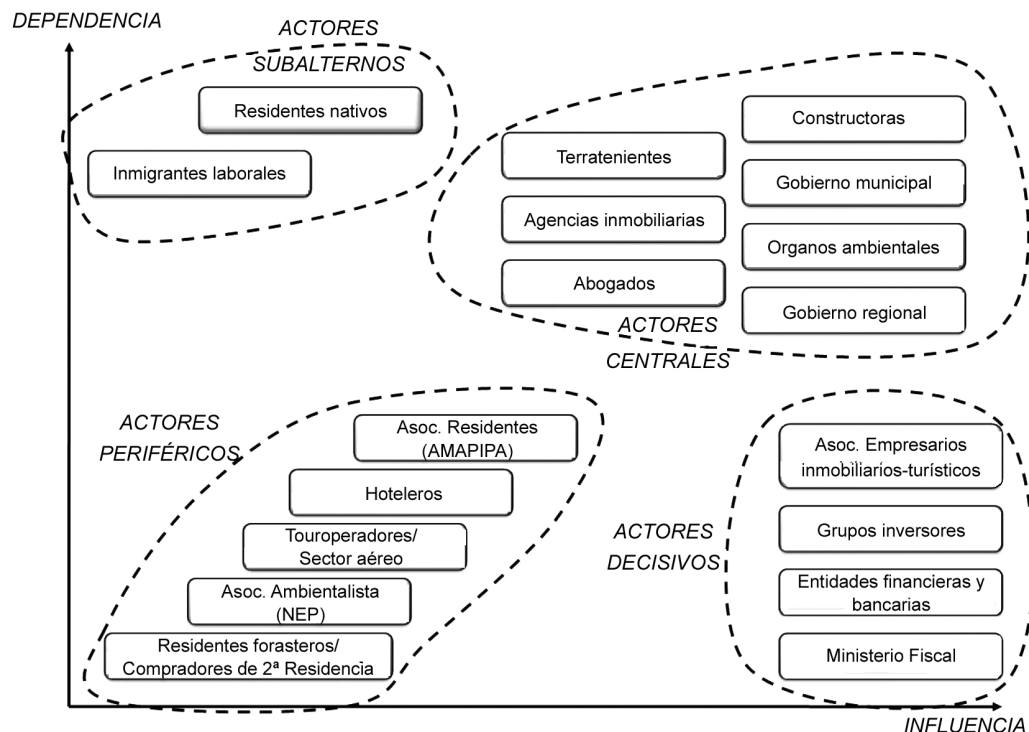 DEPENDENCIA
ACTORES
SUBALTERNOS
Residentes nativos
Inmigrantes laborales
Constructoras
Terratenientes
Gobierno municipal
Agencias inmobiliarias
Organos ambientales
Abogados
Gobierno regional
ACTORES
CENTRALES
ACTORES
PERIFÉRICOS
Asoc. Residentes
(AMAPIPA)
Hoteleros
Touroperadores/
Sector aéreo
Asoc. Ambientalista
(NEP)
Residentes forasteros/
Compradores de 2ª Residencia
ACTORES
DECISIVOS
Asoc. Empresarios
inmobiliarios-turísticos
Grupos inversores
Entidades financieras y
bancarias
Ministerio Fiscal
INFLUENCIA